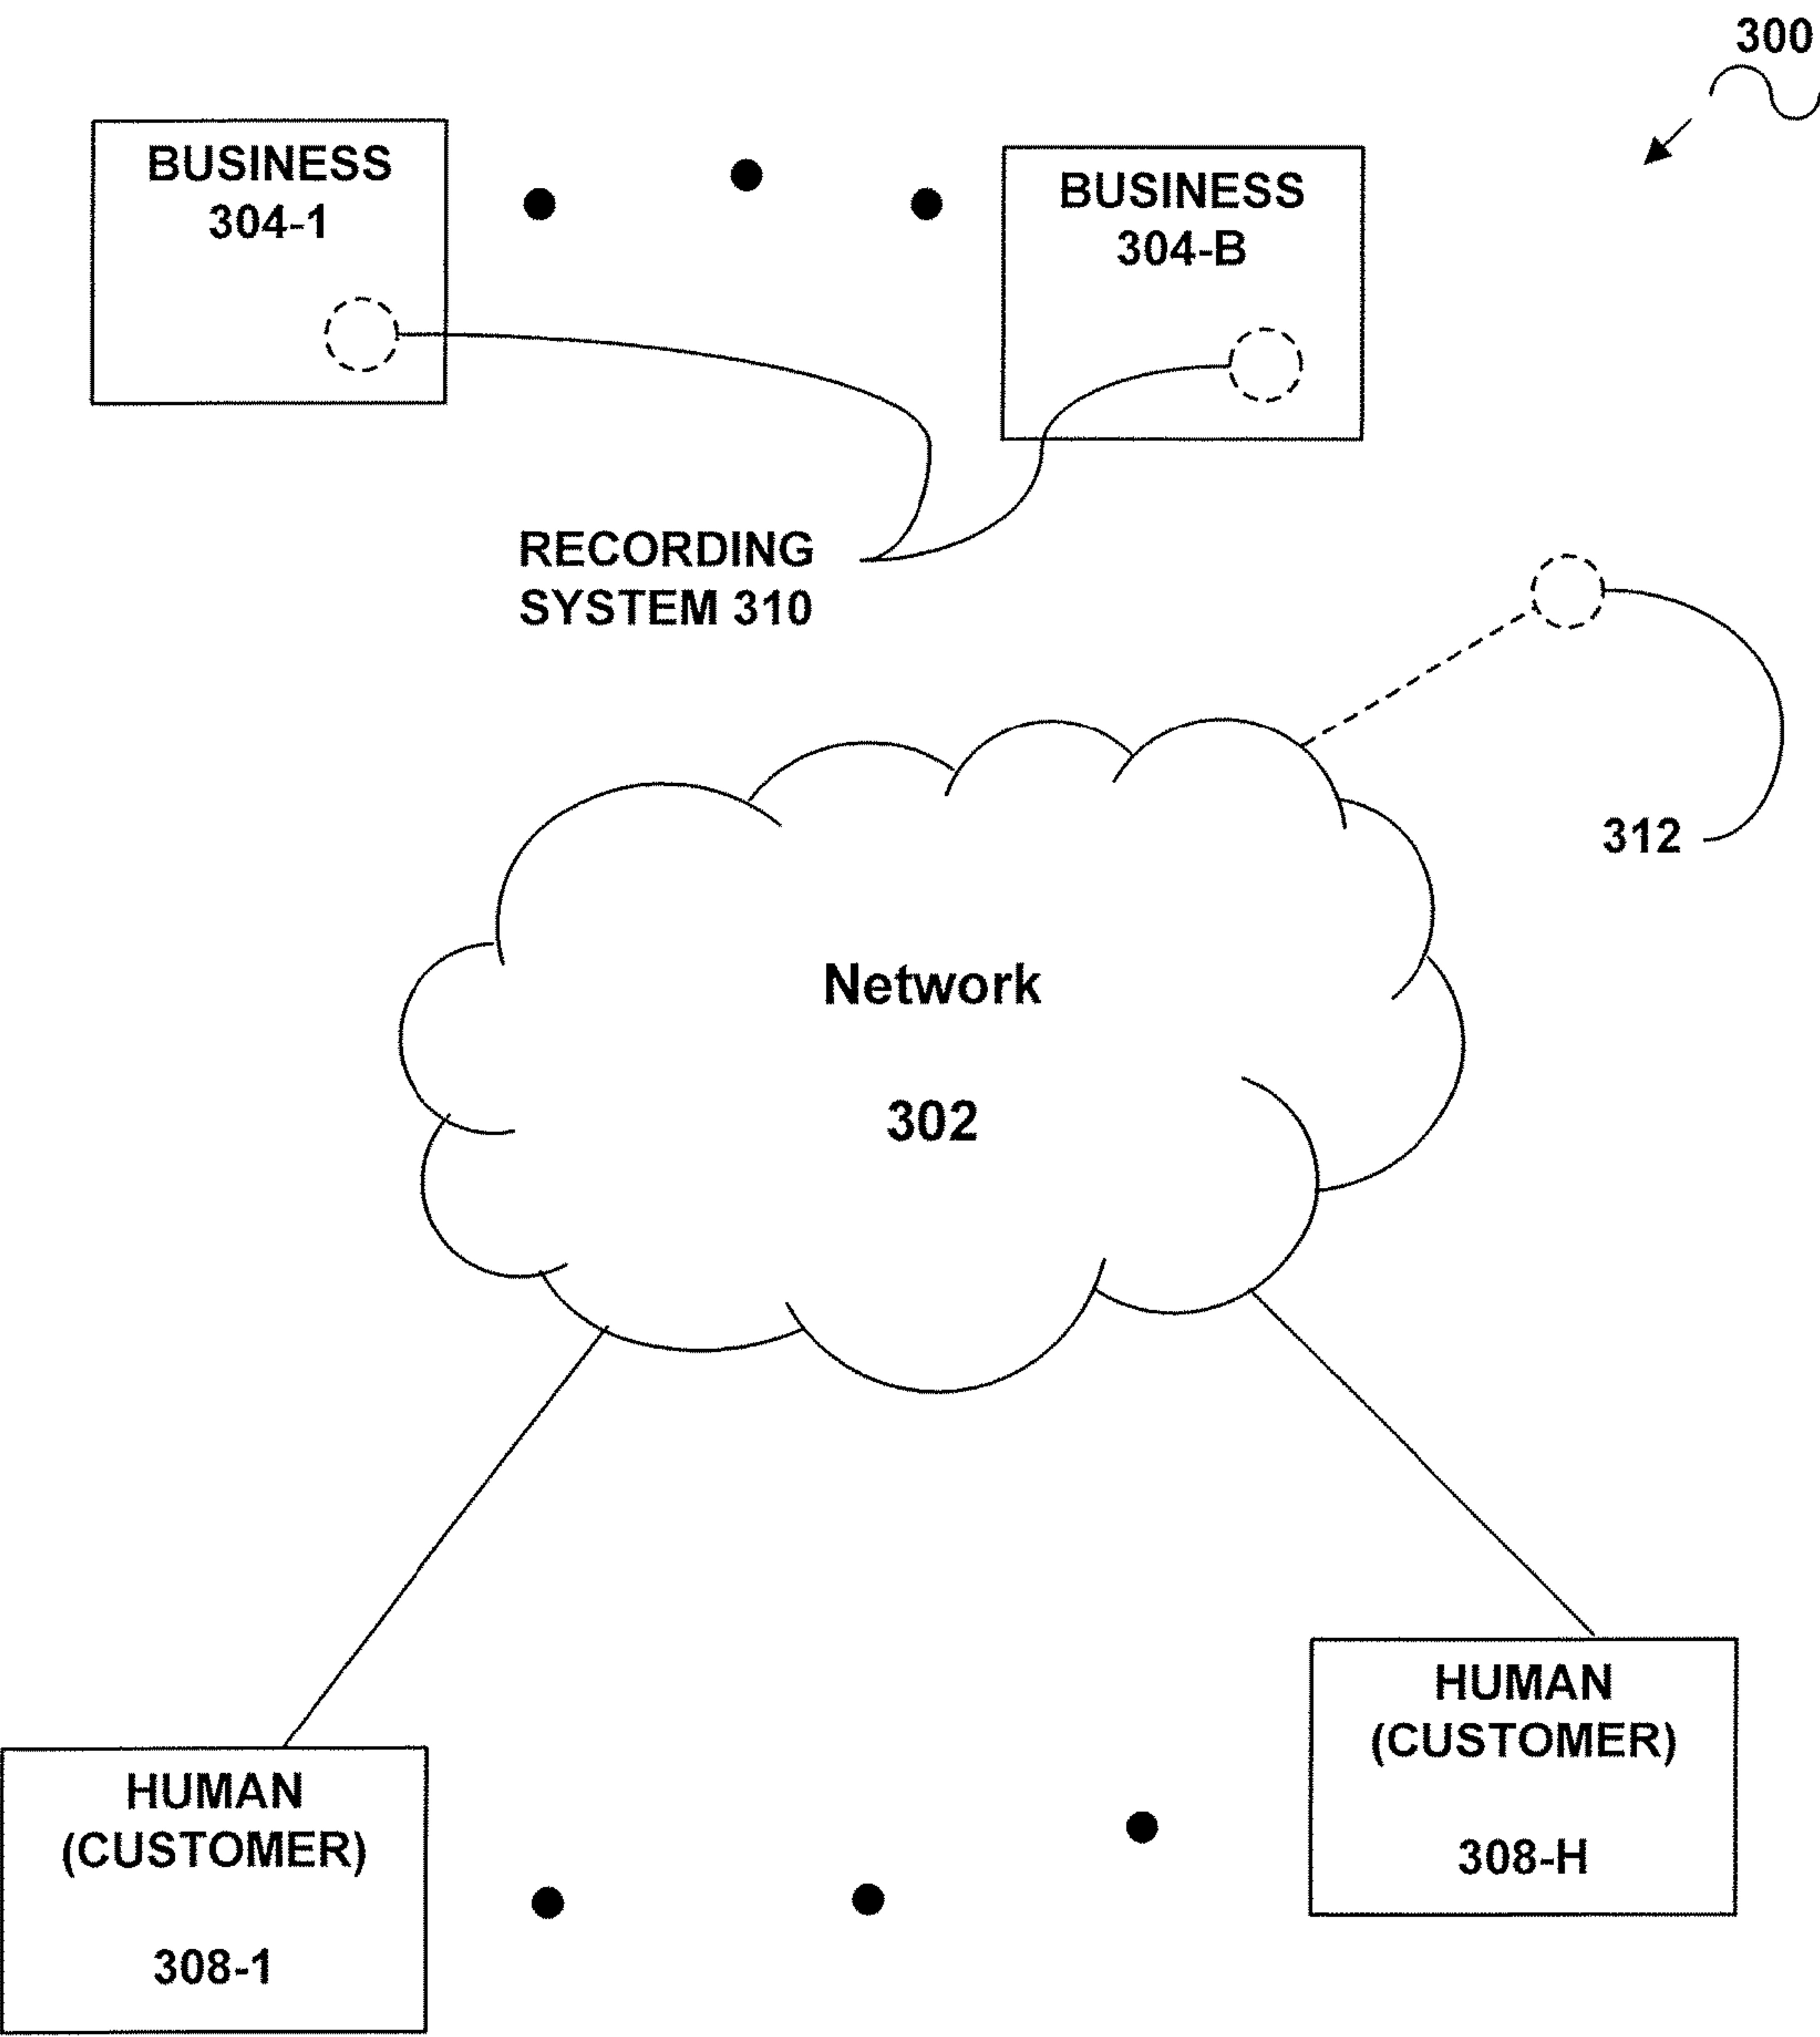 300
BUSINESS
304-1
BUSINESS
304-B
RECORDING
SYSTEM 310
312
Network
302
HUMAN
(CUSTOMER)
308-H
HUMAN
(CUSTOMER)
308-1